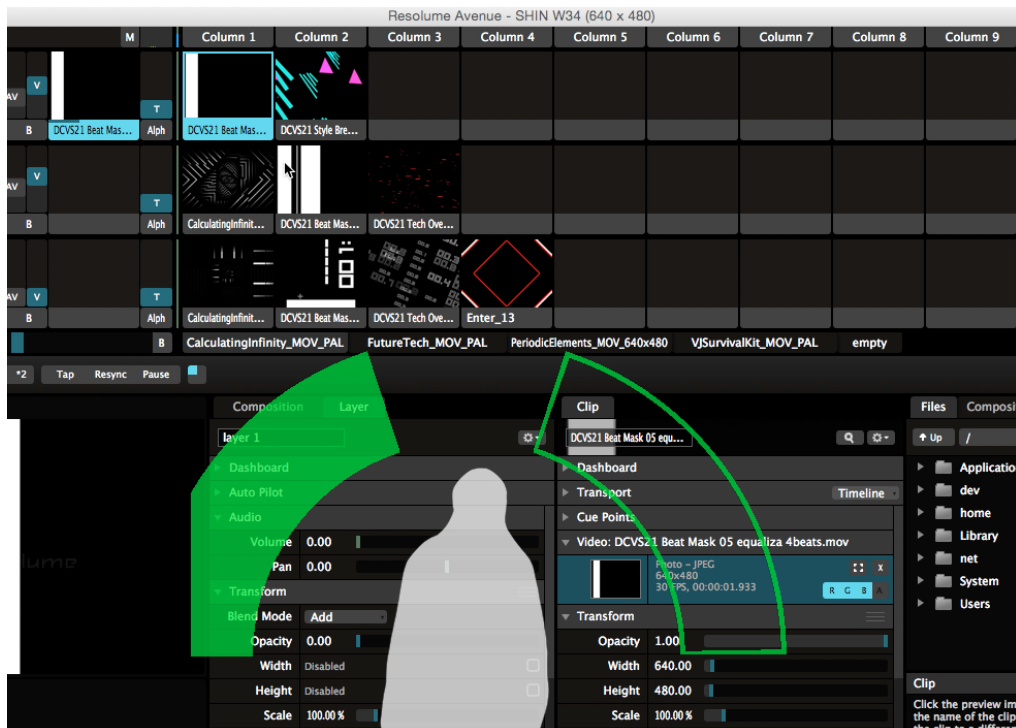 Resolume Avenue - SHIN W34 (640 x 480)
M Column 1 Column 2 Column 3 Column 4 Column 5 Column 6 Column 7 Column 8 Column 9
V
AV
T
B DCVS21 Beat Mas... Alph DCVS21 Beat Mas... DCVS21 Style Bre...
V
AV
T
B Alph CalculatingInfinit... DCVS21 Beat Mas... DCVS21 Tech Ove...
AV V T
B Alph CalculatingInfinit... DCVS21 Beat Mas... DCVS21 Tech Ove... Enter_13
B CalculatingInfinity_MOV_PAL FutureTech_MOV_PAL PeriodicElements_MOV_640x480 VJSurvivalKit_MOV_PAL empty
*2 Tap Resync Pause
Composition Layer Clip Files Composi
layer 1 DCVS21 Beat Mask 05 equ... Up /
Dashboard Dashboard Applicatio
Auto Pilot Transport Timeline dev
Audio Cue Points home
Volume 0.00 Video: DCVS21 Beat Mask 05 equaliza 4beats.mov Library
Pan 0.00 Photo - JPEG X net
640x480
30 FPS, 00:00:01.933 R G B A
Transform System
Blend Mode Add Transform Users
Opacity 0.00 Opacity 1.00
Width Disabled Width 640.00
Height Disabled Height 480.00
Clip
Scale 100.00 % Scale 100.00 %
Click the preview im
the name of the clip